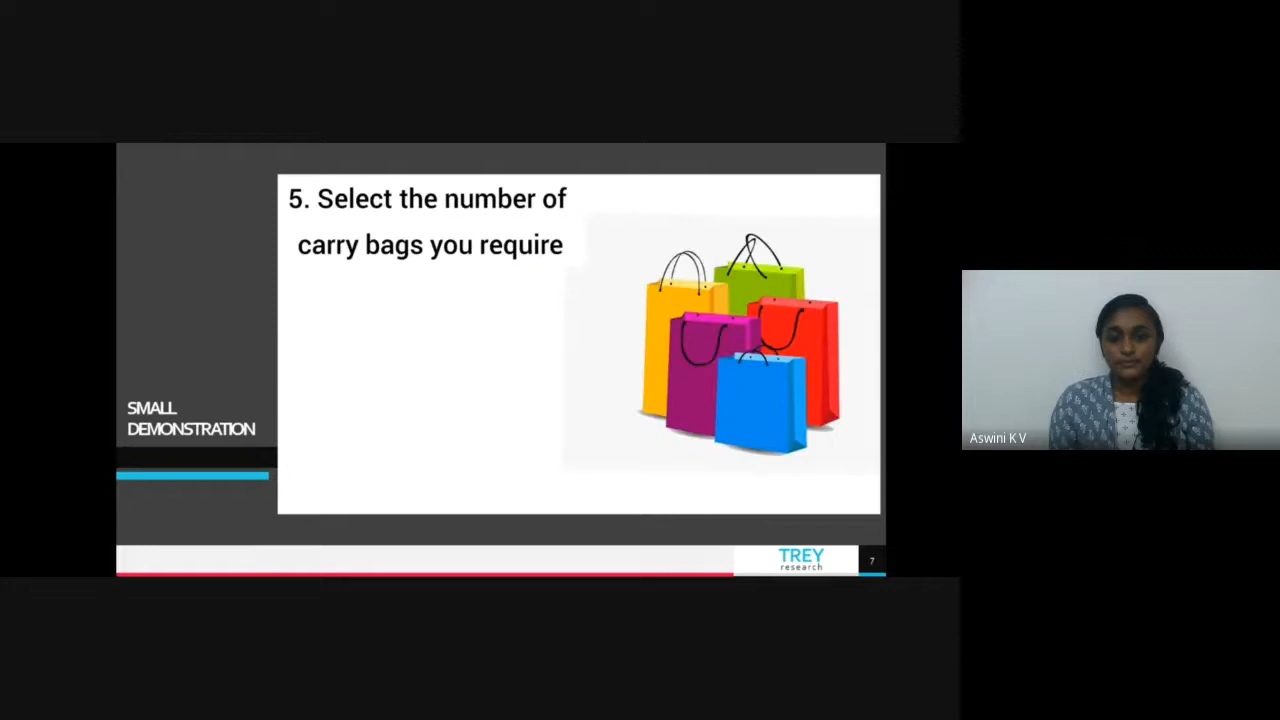 5. Select the number of
carry bags you require
SMALL
DEMONSTRATION
TREY
research
7
Aswini K V